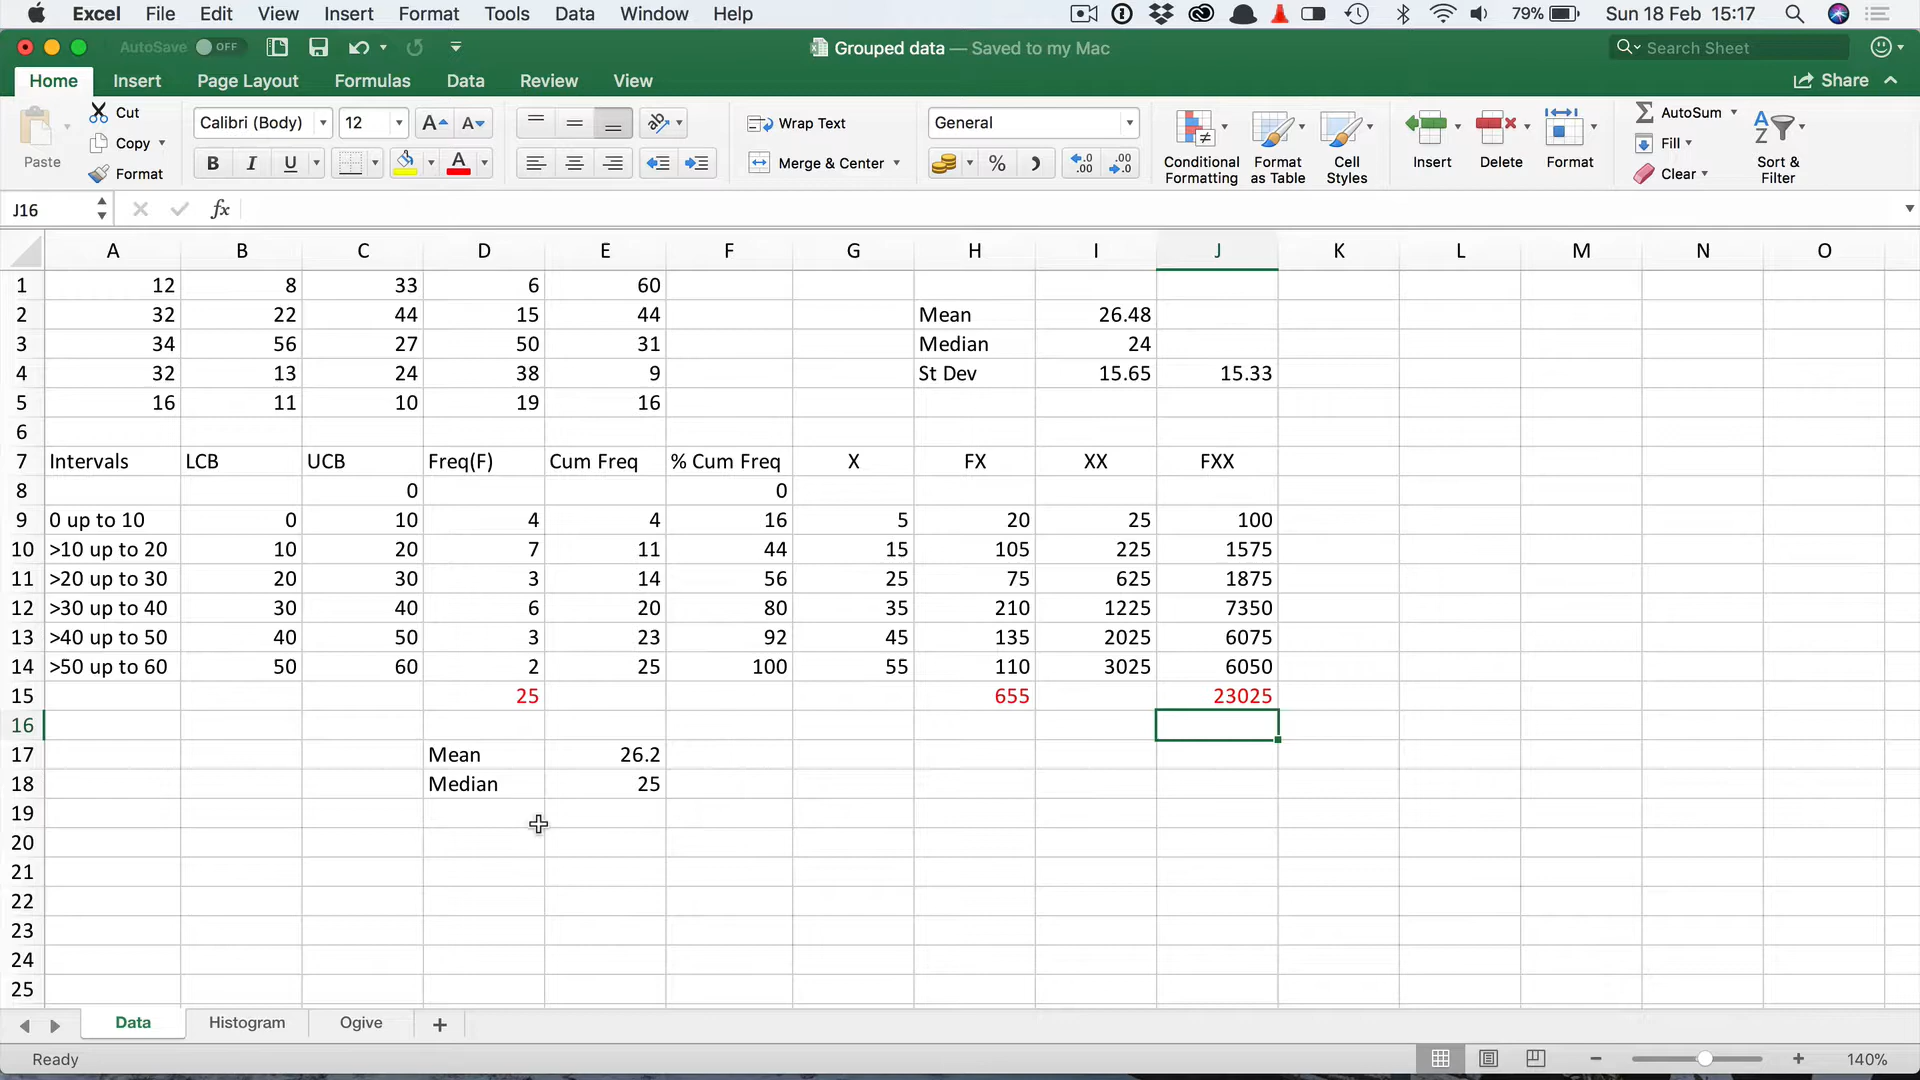 Excel File Edit View Insert Format Tools Data Window Help 79% Sun 18 Feb 15:17
AutoSave OFF Grouped data — Saved to my Mac Search Sheet
Home Insert Page Layout Formulas Data Review View Share
Paste Cut Copy Format
Calibri (Body) 12 A A
B I U A
Wrap Text
Merge & Center
General
% .0 .00
Conditional Formatting
Format as Table
Cell Styles
Insert Delete Format
AutoSum
Fill
Clear
Sort & Filter
J16 fx
A B C D E F G H I J K L M N O
1 12 8 33 6 60
2 32 22 44 15 44 Mean 26.48
3 34 56 27 50 31 Median 24
4 32 13 24 38 9 St Dev 15.65 15.33
5 16 11 10 19 16
6
7 Intervals LCB UCB Freq(F) Cum Freq % Cum Freq X FX XX FXX
8 0 0
9 0 up to 10 0 10 4 4 16 5 20 25 100
10 >10 up to 20 10 20 7 11 44 15 105 225 1575
11 >20 up to 30 20 30 3 14 56 25 75 625 1875
12 >30 up to 40 30 40 6 20 80 35 210 1225 7350
13 >40 up to 50 40 50 3 23 92 45 135 2025 6075
14 >50 up to 60 50 60 2 25 100 55 110 3025 6050
15 25 655 23025
16
17 Mean 26.2
18 Median 25
19
20
21
22
23
24
25
Data Histogram Ogive +
Ready 140%